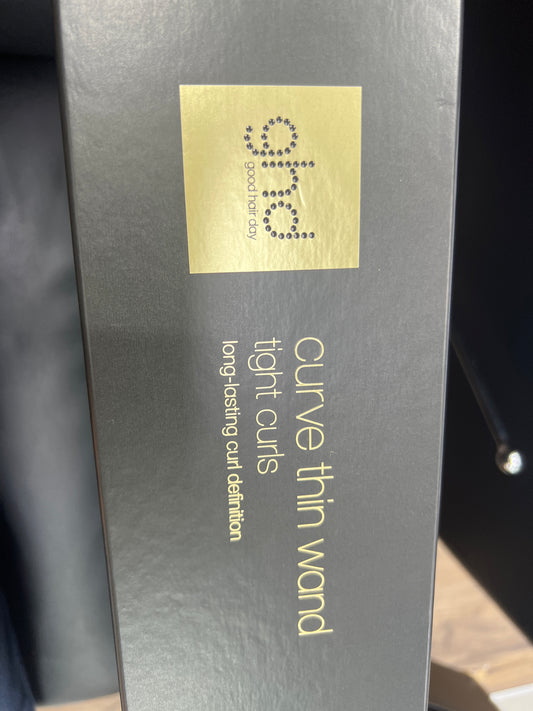 ghd
good hair day
curve thin wand
tight curls
long-lasting curl definition